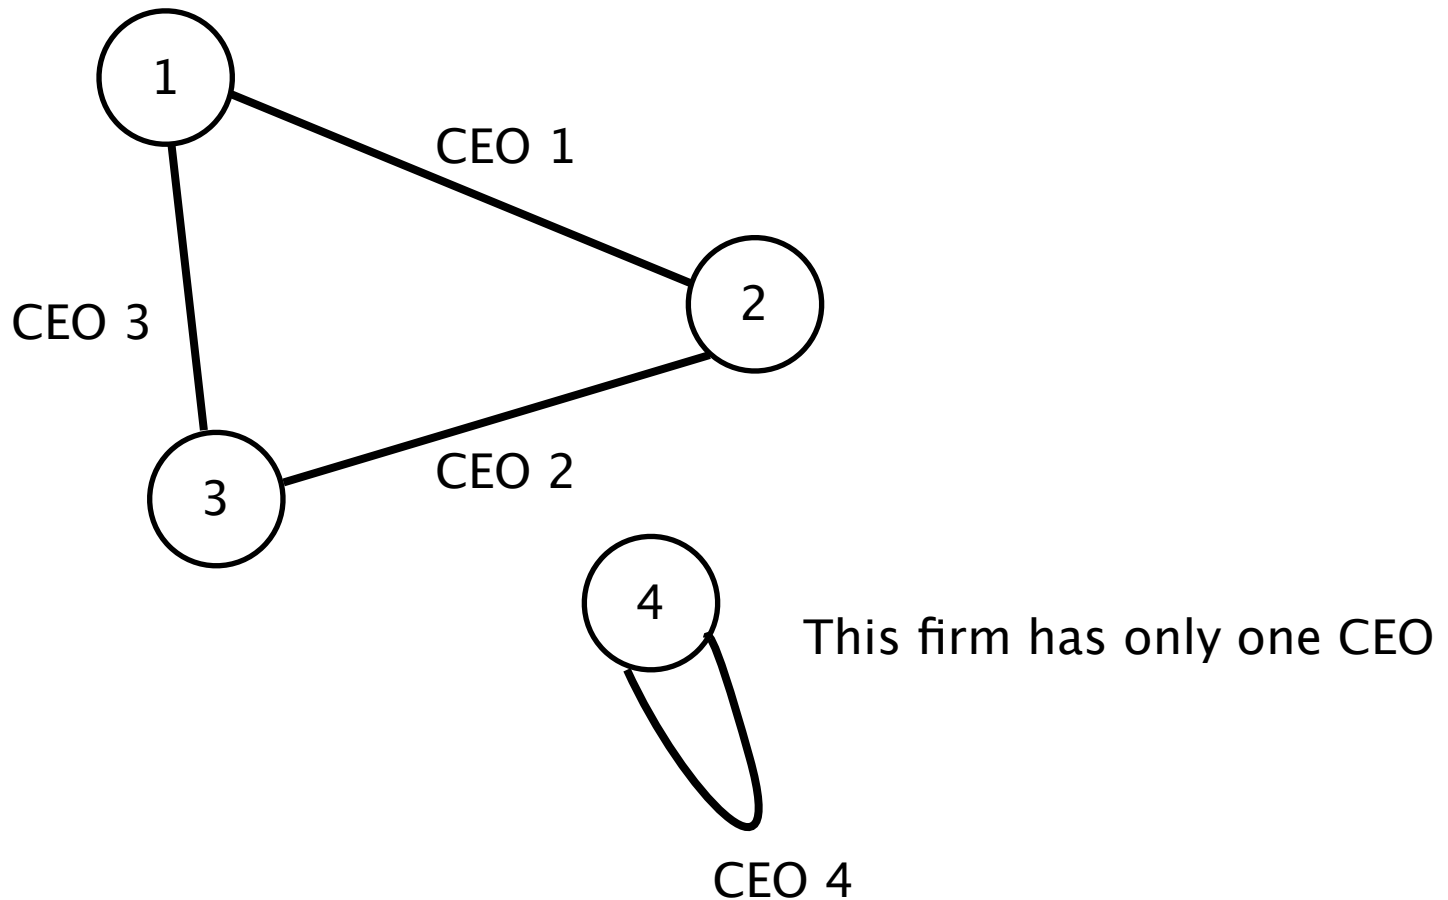 1
CEO 1
2
CEO 3
CEO 2
3
4
This firm has only one CEO
CEO 4